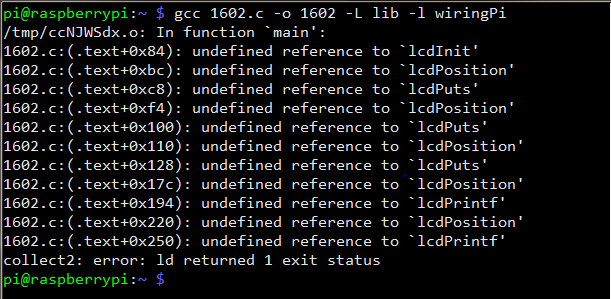 pi@raspberrypi:~ $ gcc 1602.c -o 1602 -L lib -l wiringPi
/tmp/ccNJWSdx.o: In function `main':
1602.c:(.text+0x84): undefined reference to `lcdInit'
1602.c:(.text+0xbc): undefined reference to `lcdPosition'
1602.c:(.text+0xc8): undefined reference to `lcdPuts'
1602.c:(.text+0xf4): undefined reference to `lcdPosition'
1602.c:(.text+0x100): undefined reference to `lcdPuts'
1602.c:(.text+0x110): undefined reference to `lcdPosition'
1602.c:(.text+0x128): undefined reference to `lcdPuts'
1602.c:(.text+0x17c): undefined reference to `lcdPosition'
1602.c:(.text+0x194): undefined reference to `lcdPrintf'
1602.c:(.text+0x220): undefined reference to `lcdPosition'
1602.c:(.text+0x250): undefined reference to `lcdPrintf'
collect2: error: ld returned 1 exit status
pi@raspberrypi:~ $